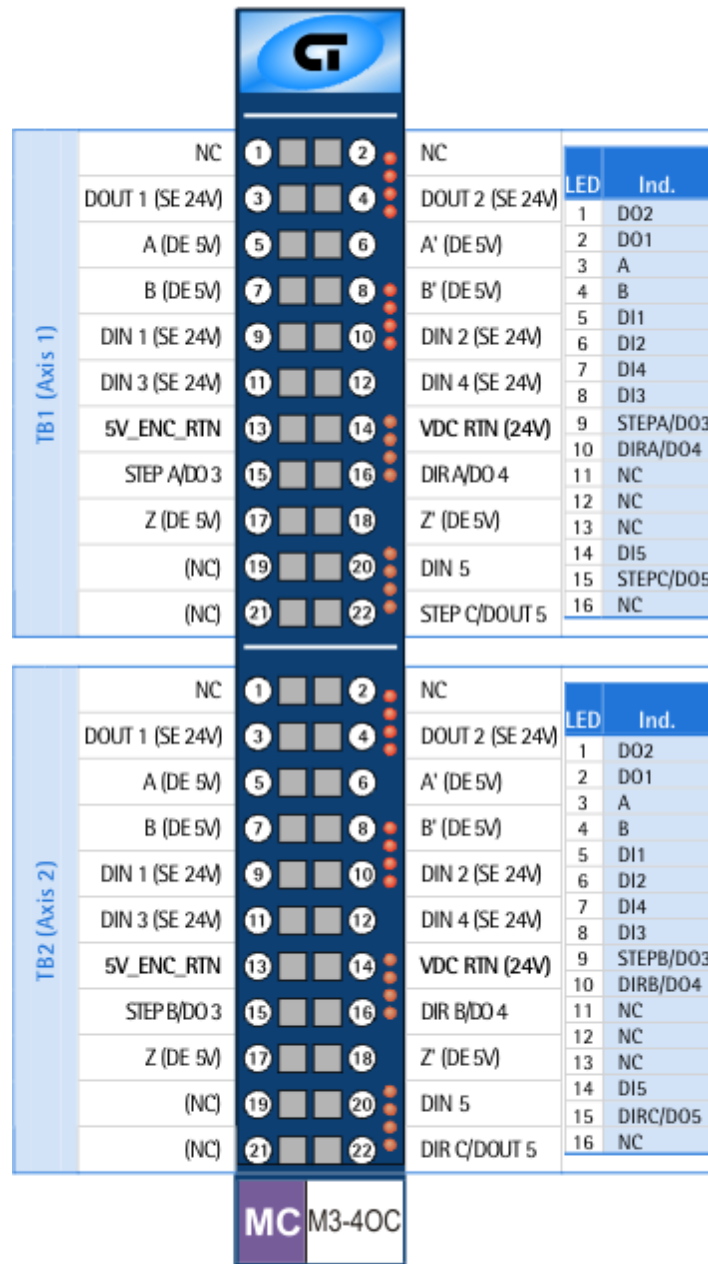 CT
TB1 (Axis 1)
NC 1 2 NC
DOUT 1 (SE 24V) 3 4 DOUT 2 (SE 24V)
A (DE 5V) 5 6 A' (DE 5V)
B (DE 5V) 7 8 B' (DE 5V)
DIN 1 (SE 24V) 9 10 DIN 2 (SE 24V)
DIN 3 (SE 24V) 11 12 DIN 4 (SE 24V)
5V_ENC_RTN 13 14 VDC RTN (24V)
STEP A/DO 3 15 16 DIR A/DO 4
Z (DE 5V) 17 18 Z' (DE 5V)
(NC) 19 20 DIN 5
(NC) 21 22 STEP C/DOUT 5
LED Ind.
1 DO2
2 DO1
3 A
4 B
5 DI1
6 DI2
7 DI4
8 DI3
9 STEPA/DO3
10 DIRA/DO4
11 NC
12 NC
13 NC
14 DI5
15 STEPC/DO5
16 NC
TB2 (Axis 2)
NC 1 2 NC
DOUT 1 (SE 24V) 3 4 DOUT 2 (SE 24V)
A (DE 5V) 5 6 A' (DE 5V)
B (DE 5V) 7 8 B' (DE 5V)
DIN 1 (SE 24V) 9 10 DIN 2 (SE 24V)
DIN 3 (SE 24V) 11 12 DIN 4 (SE 24V)
5V_ENC_RTN 13 14 VDC RTN (24V)
STEP B/DO 3 15 16 DIR B/DO 4
Z (DE 5V) 17 18 Z' (DE 5V)
(NC) 19 20 DIN 5
(NC) 21 22 DIR C/DOUT 5
LED Ind.
1 DO2
2 DO1
3 A
4 B
5 DI1
6 DI2
7 DI4
8 DI3
9 STEPB/DO3
10 DIRB/DO4
11 NC
12 NC
13 NC
14 DI5
15 DIRC/DO5
16 NC
MC M3-4OC